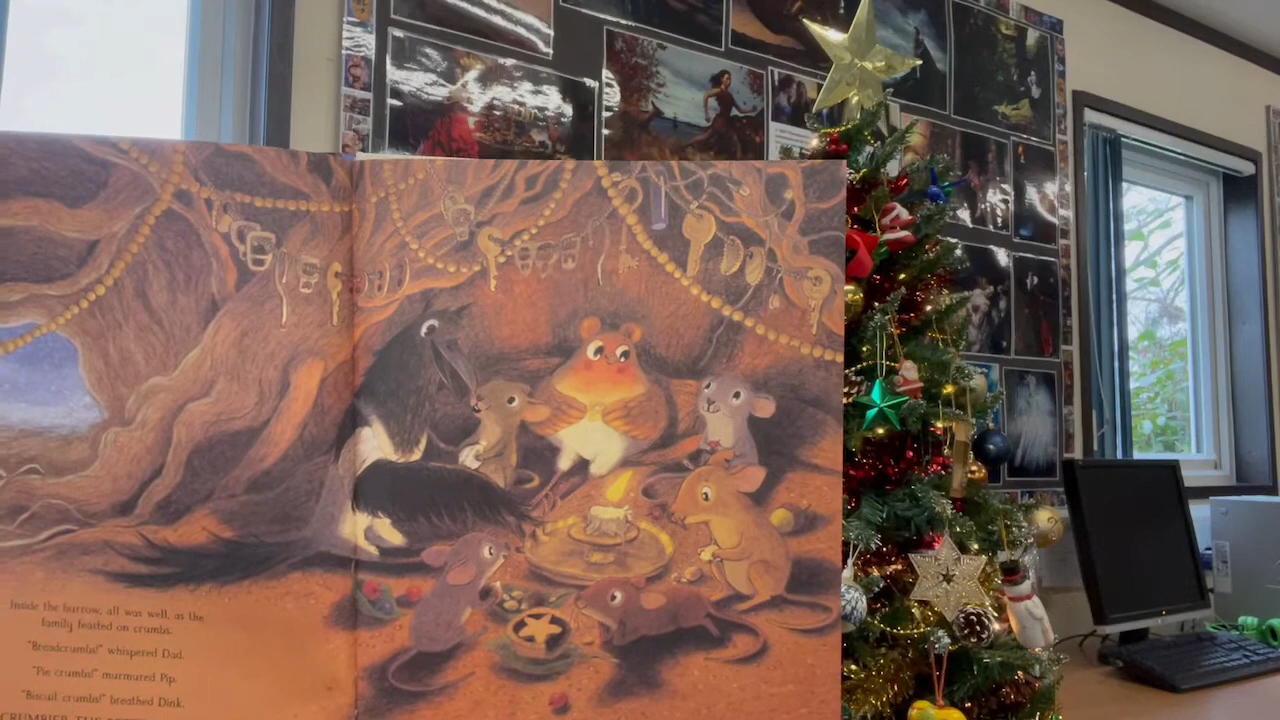 Inside the burrow, all was well, as the
family feasted on crumbs.
"Breadcrumbs!" whispered Dad.
"Pie crumbs!" murmured Pip.
"Biscuit crumbs!" breathed Dink.